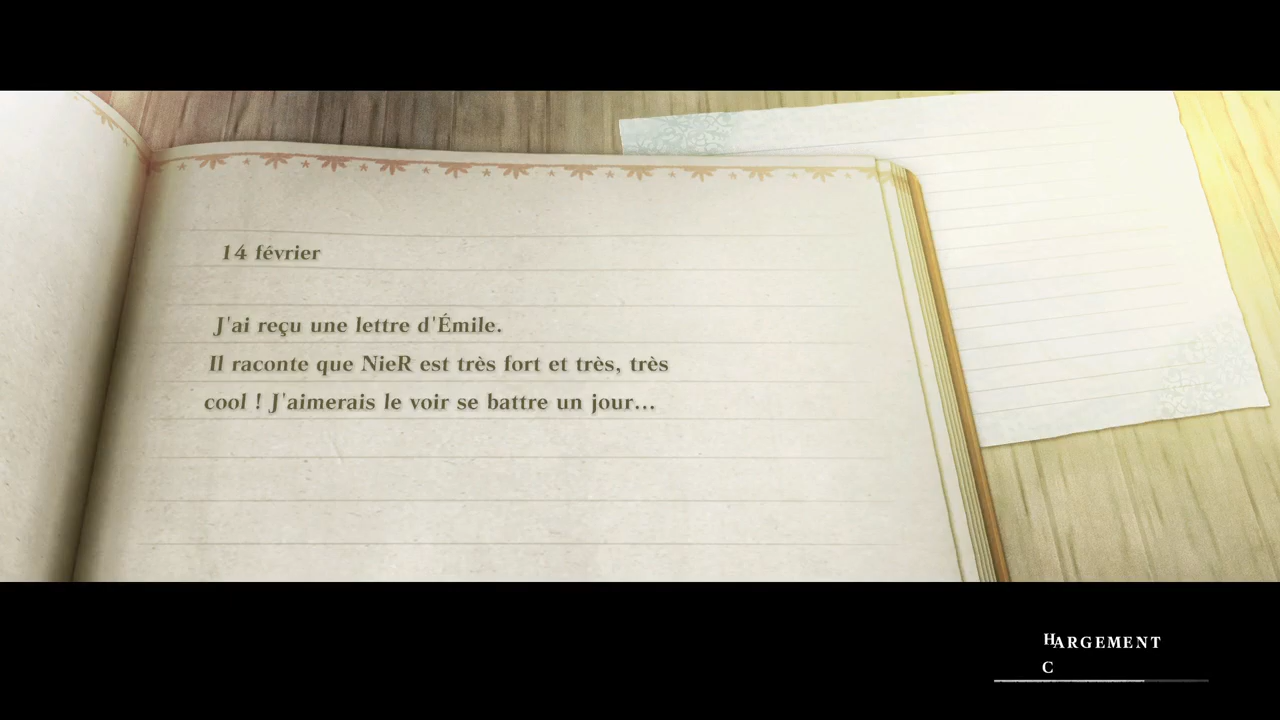 14 février
J'ai reçu une lettre d'Émile.
Il raconte que NieR est très fort et très, très
cool ! J'aimerais le voir se battre un jour...
CHARGEMENT